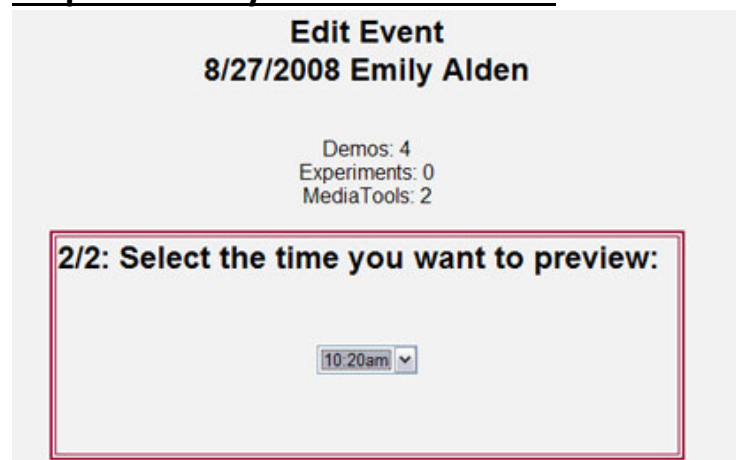 Edit Event
8/27/2008 Emily Alden
Demos: 4
Experiments: 0
MediaTools: 2
2/2: Select the time you want to preview:
10:20am